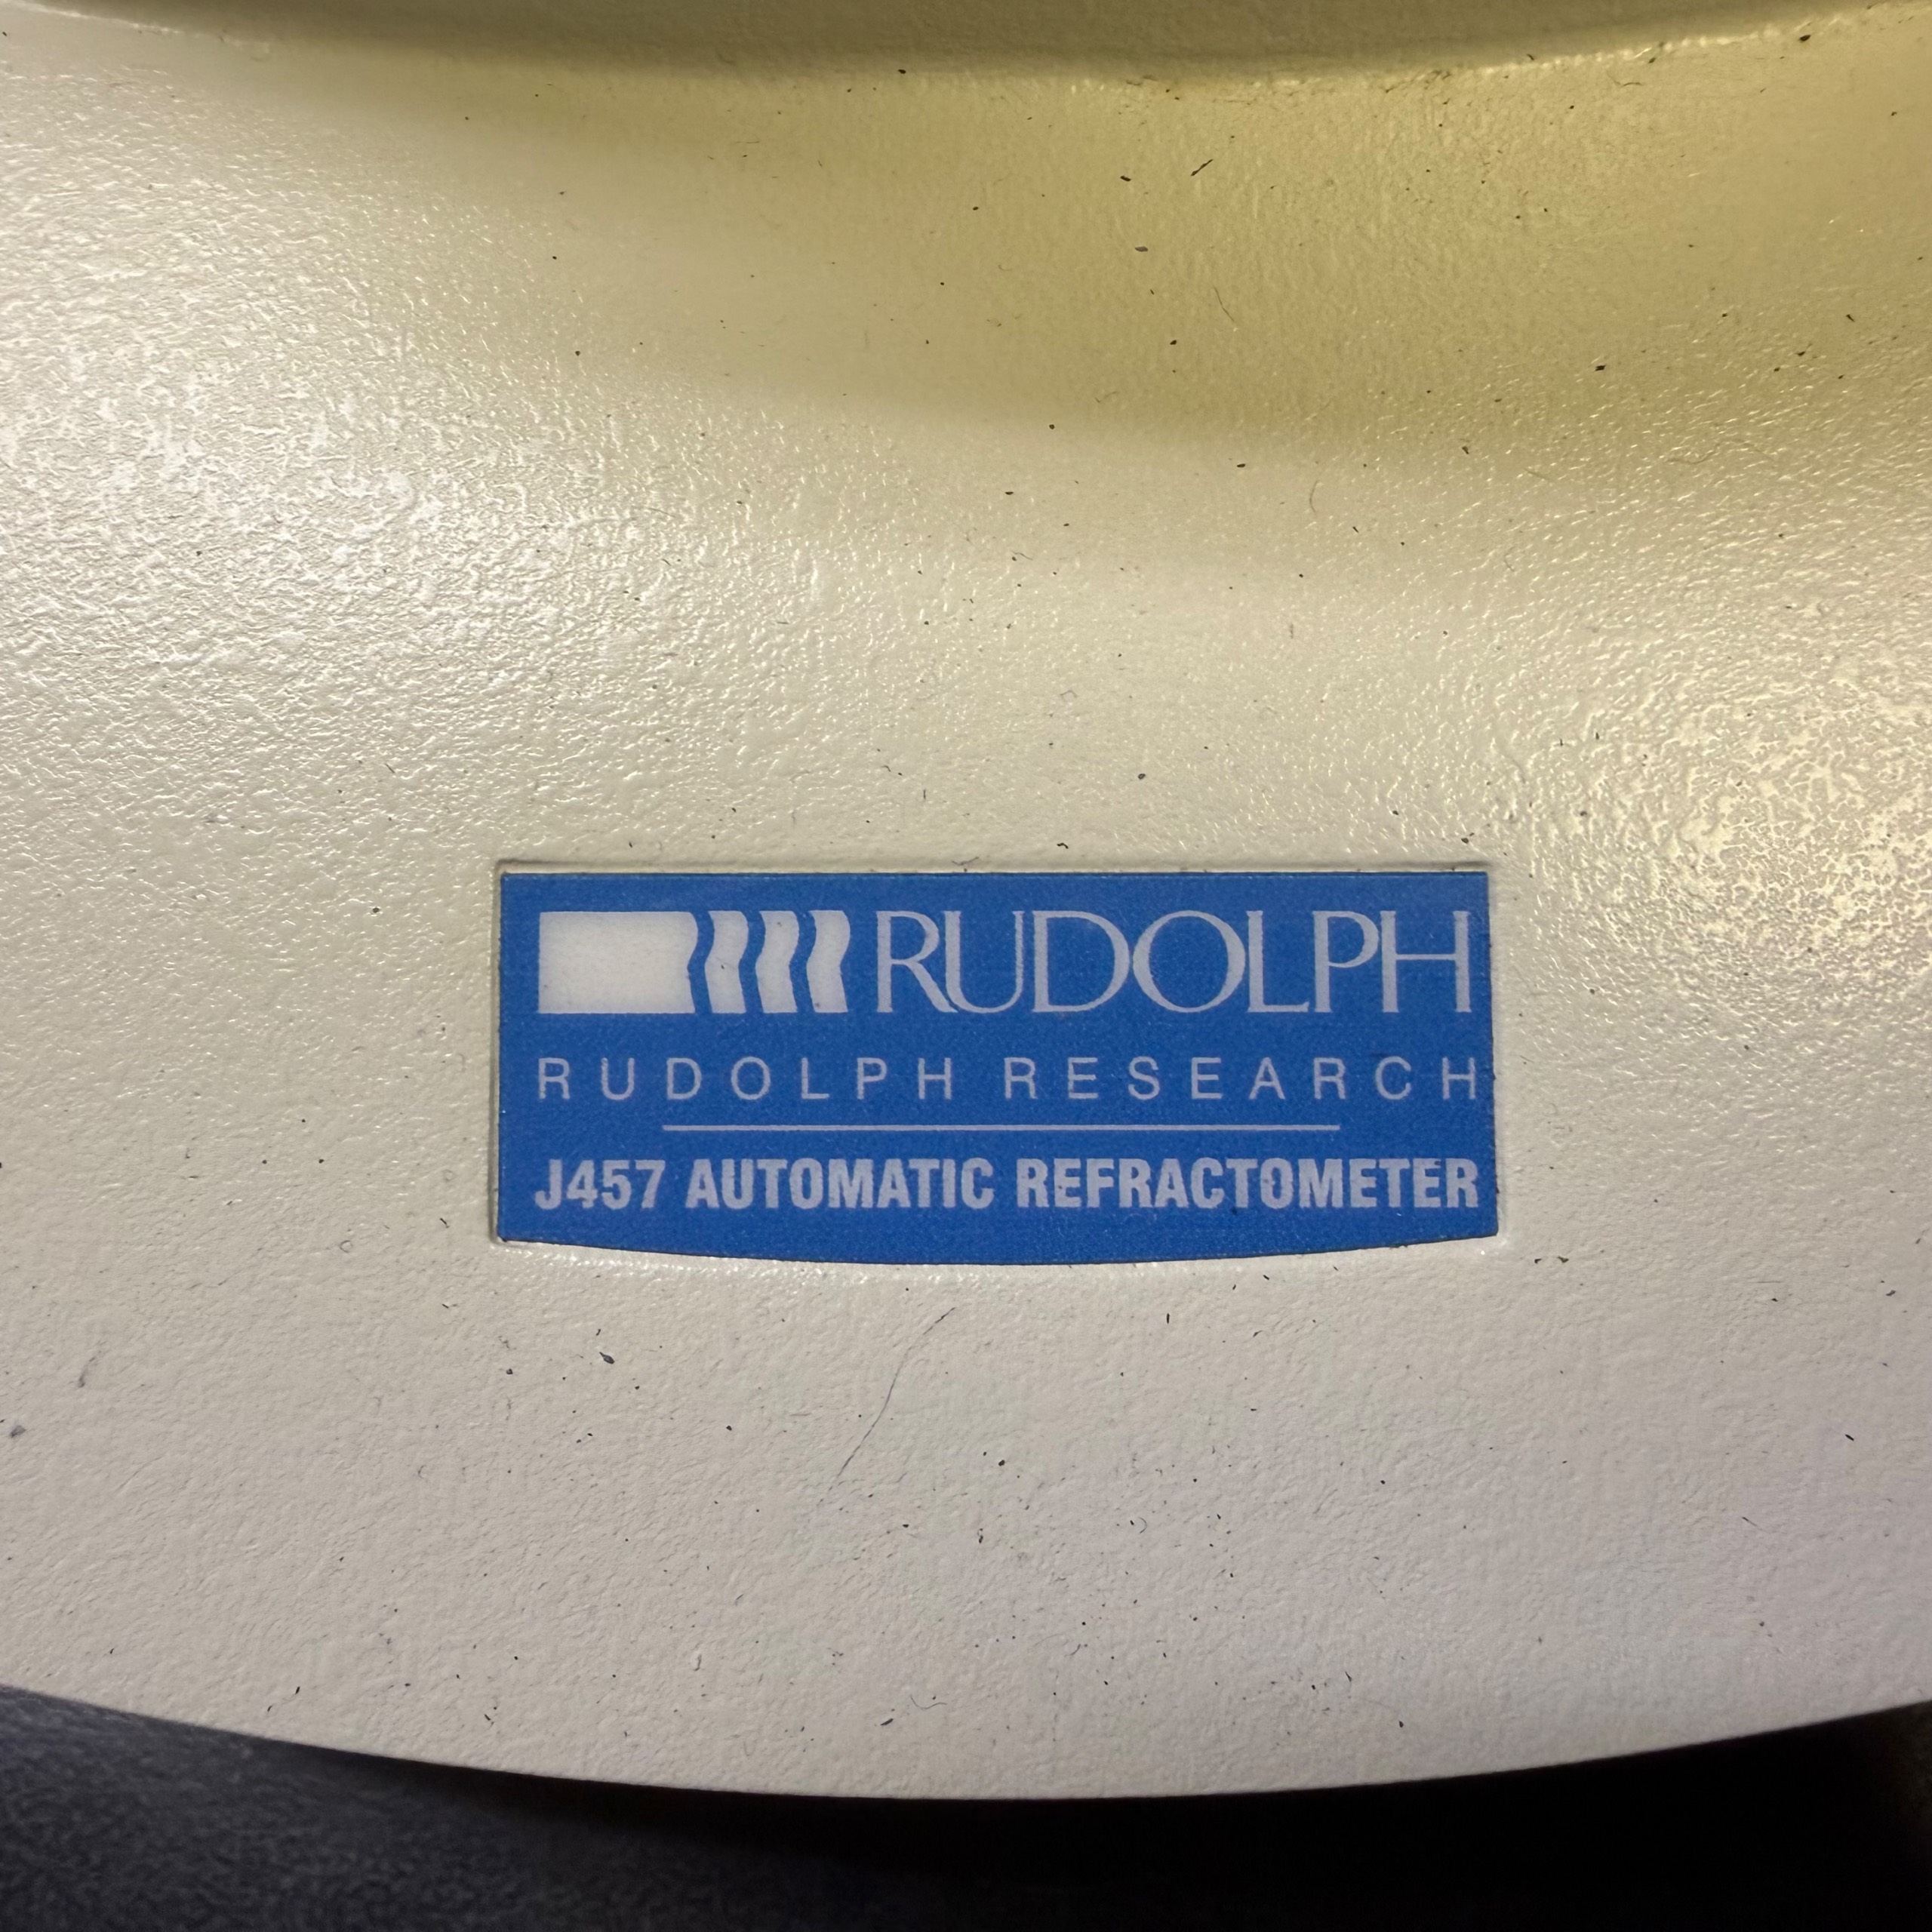 RUDOLPH
RUDOLPH RESEARCH
J457 AUTOMATIC REFRACTOMETER